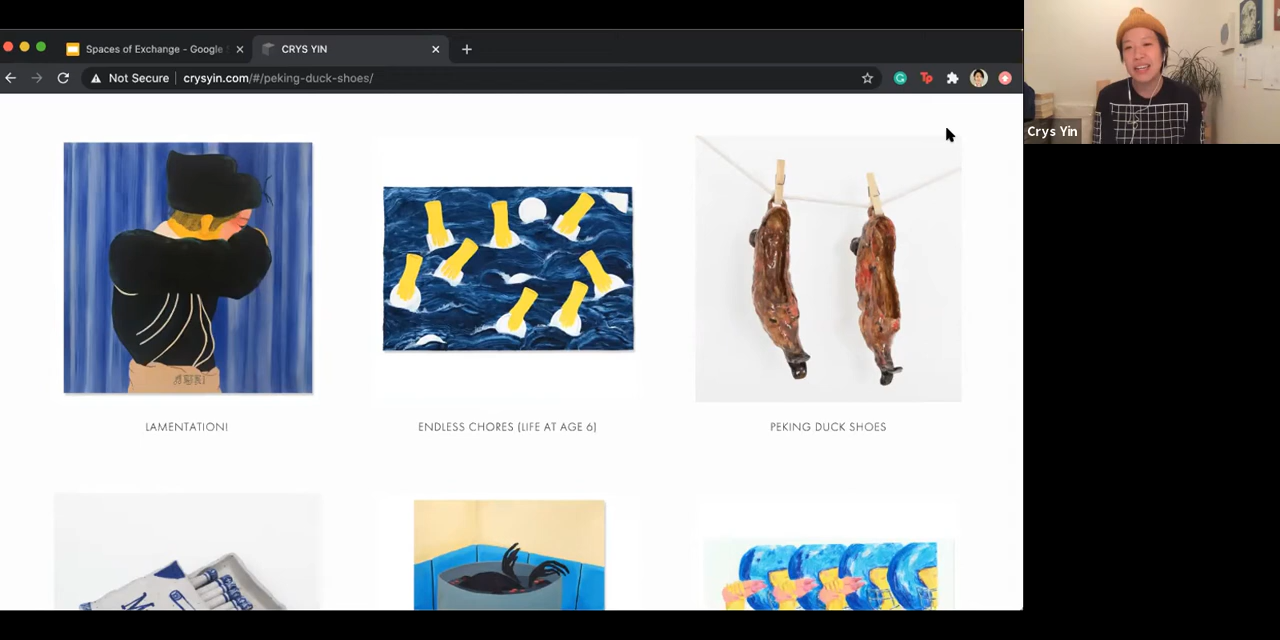 Spaces of Exchange - Google
CRYS YIN
Not Secure
crysyin.com/#/peking-duck-shoes/
Tp
Crys Yin
LAMENTATION!
ENDLESS CHORES (LIFE AT AGE 6)
PEKING DUCK SHOES